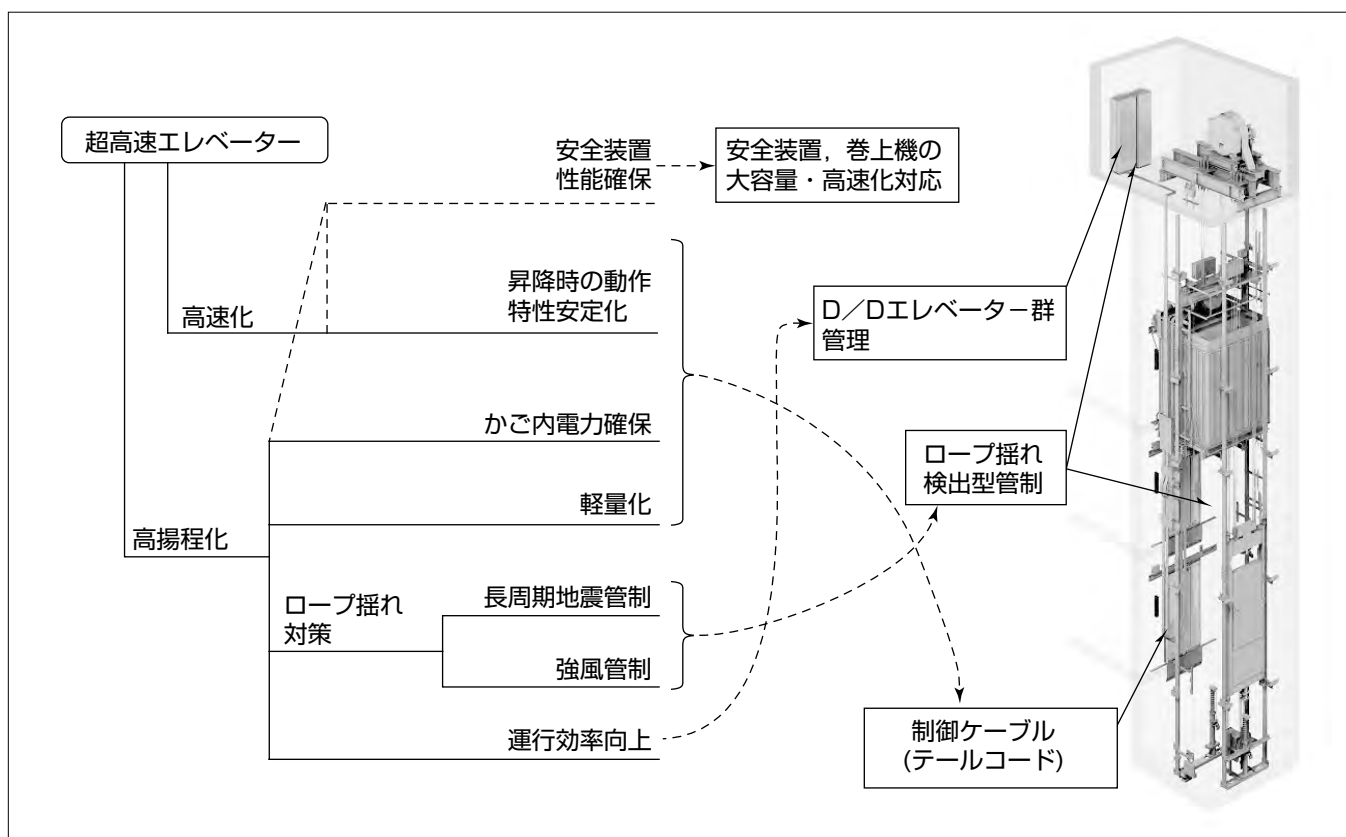 超高速エレベーター
安全装置
性能確保
安全装置，巻上機の
大容量・高速化対応
昇降時の動作
特性安定化
高速化
D／Dエレベーター群
管理
かご内電力確保
ロープ揺れ
検出型管制
軽量化
高揚程化
ロープ揺れ
対策
長周期地震管制
強風管制
運行効率向上
制御ケーブル
(テールコード)